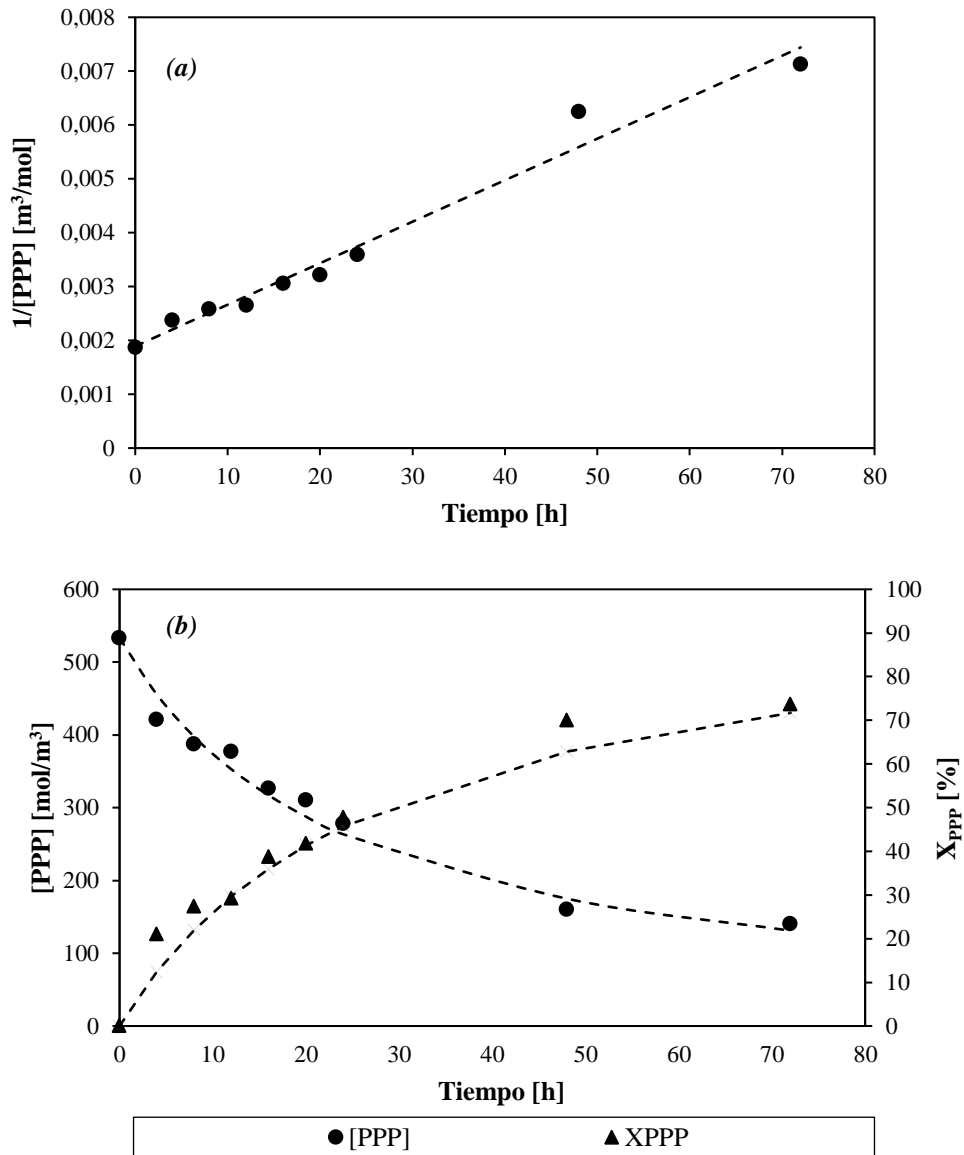 (a)
0,008
0,007
0,006
0,005
0,004
0,003
0,002
0,001
0
1/[PPP] [m³/mol]
0 10 20 30 40 50 60 70 80
Tiempo [h]
(b)
600
500
400
300
200
100
0
[PPP] [mol/m³]
100
90
80
70
60
50
40
30
20
10
0
X_PPP [%]
0 10 20 30 40 50 60 70 80
Tiempo [h]
[PPP] XPPP